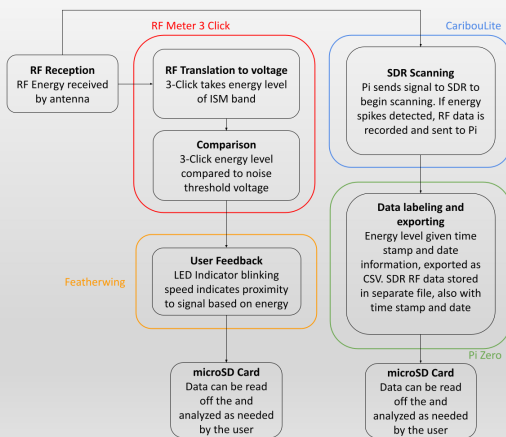 RF Meter 3 Click
CaribouLite
RF Reception
RF Energy received
by antenna
RF Translation to voltage
3-Click takes energy level
of ISM band
SDR Scanning
Pi sends signal to SDR to
begin scanning. If energy
spikes detected, RF data is
recorded and sent to Pi
Comparison
3-Click energy level
compared to noise
threshold voltage
Data labeling and
exporting
Energy level given time
stamp and date
information, exported as
CSV. SDR RF data stored
in separate file, also with
time stamp and date
Featherwing
User Feedback
LED Indicator blinking
speed indicates proximity
to signal based on energy
Pi Zero
microSD Card
Data can be read
off the and
analyzed as needed
by the user
microSD Card
Data can be read
off the and
analyzed as needed
by the user